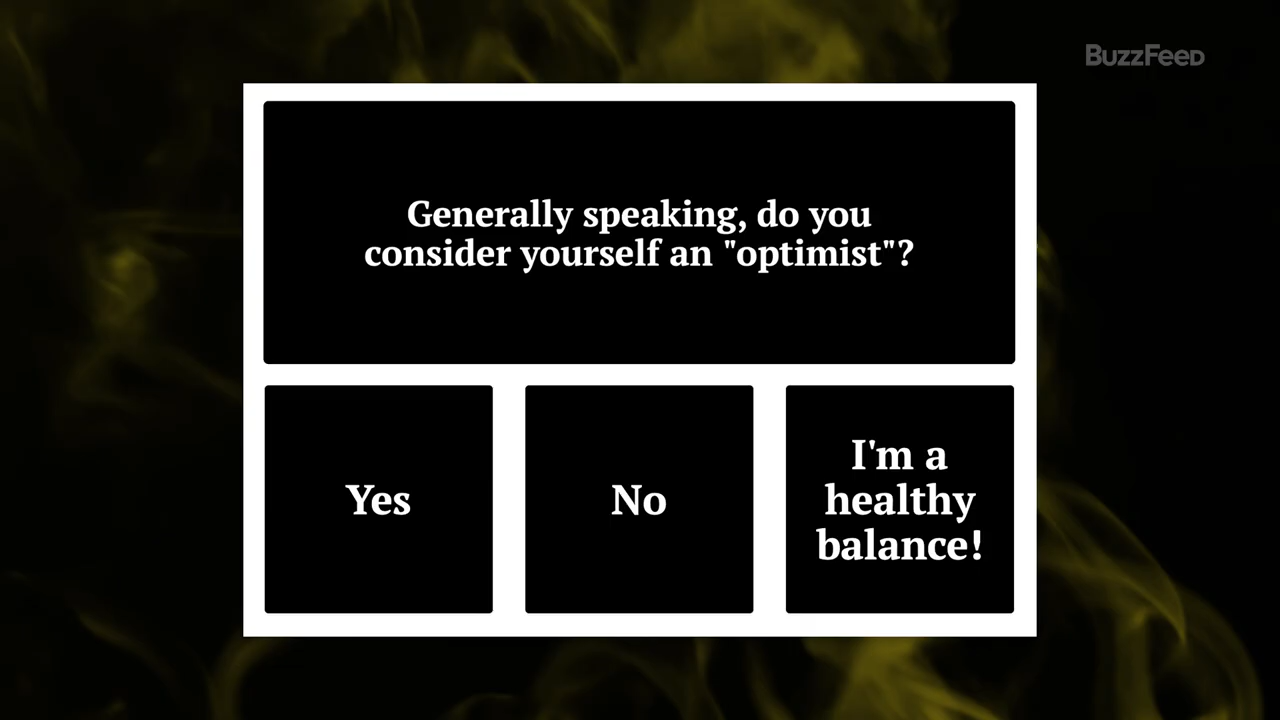 BuzzFeed
Generally speaking, do you
consider yourself an "optimist"?
Yes
No
I'm a
healthy
balance!